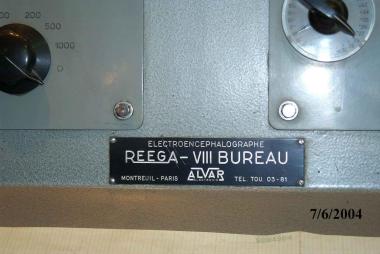 200
500
1000
0
ELECTROENCEPHALOGRAPHE
REEGA - VIII BUREAU
MONTREUIL - PARIS ALVAR TEL. TOU. 03-81
7/6/2004